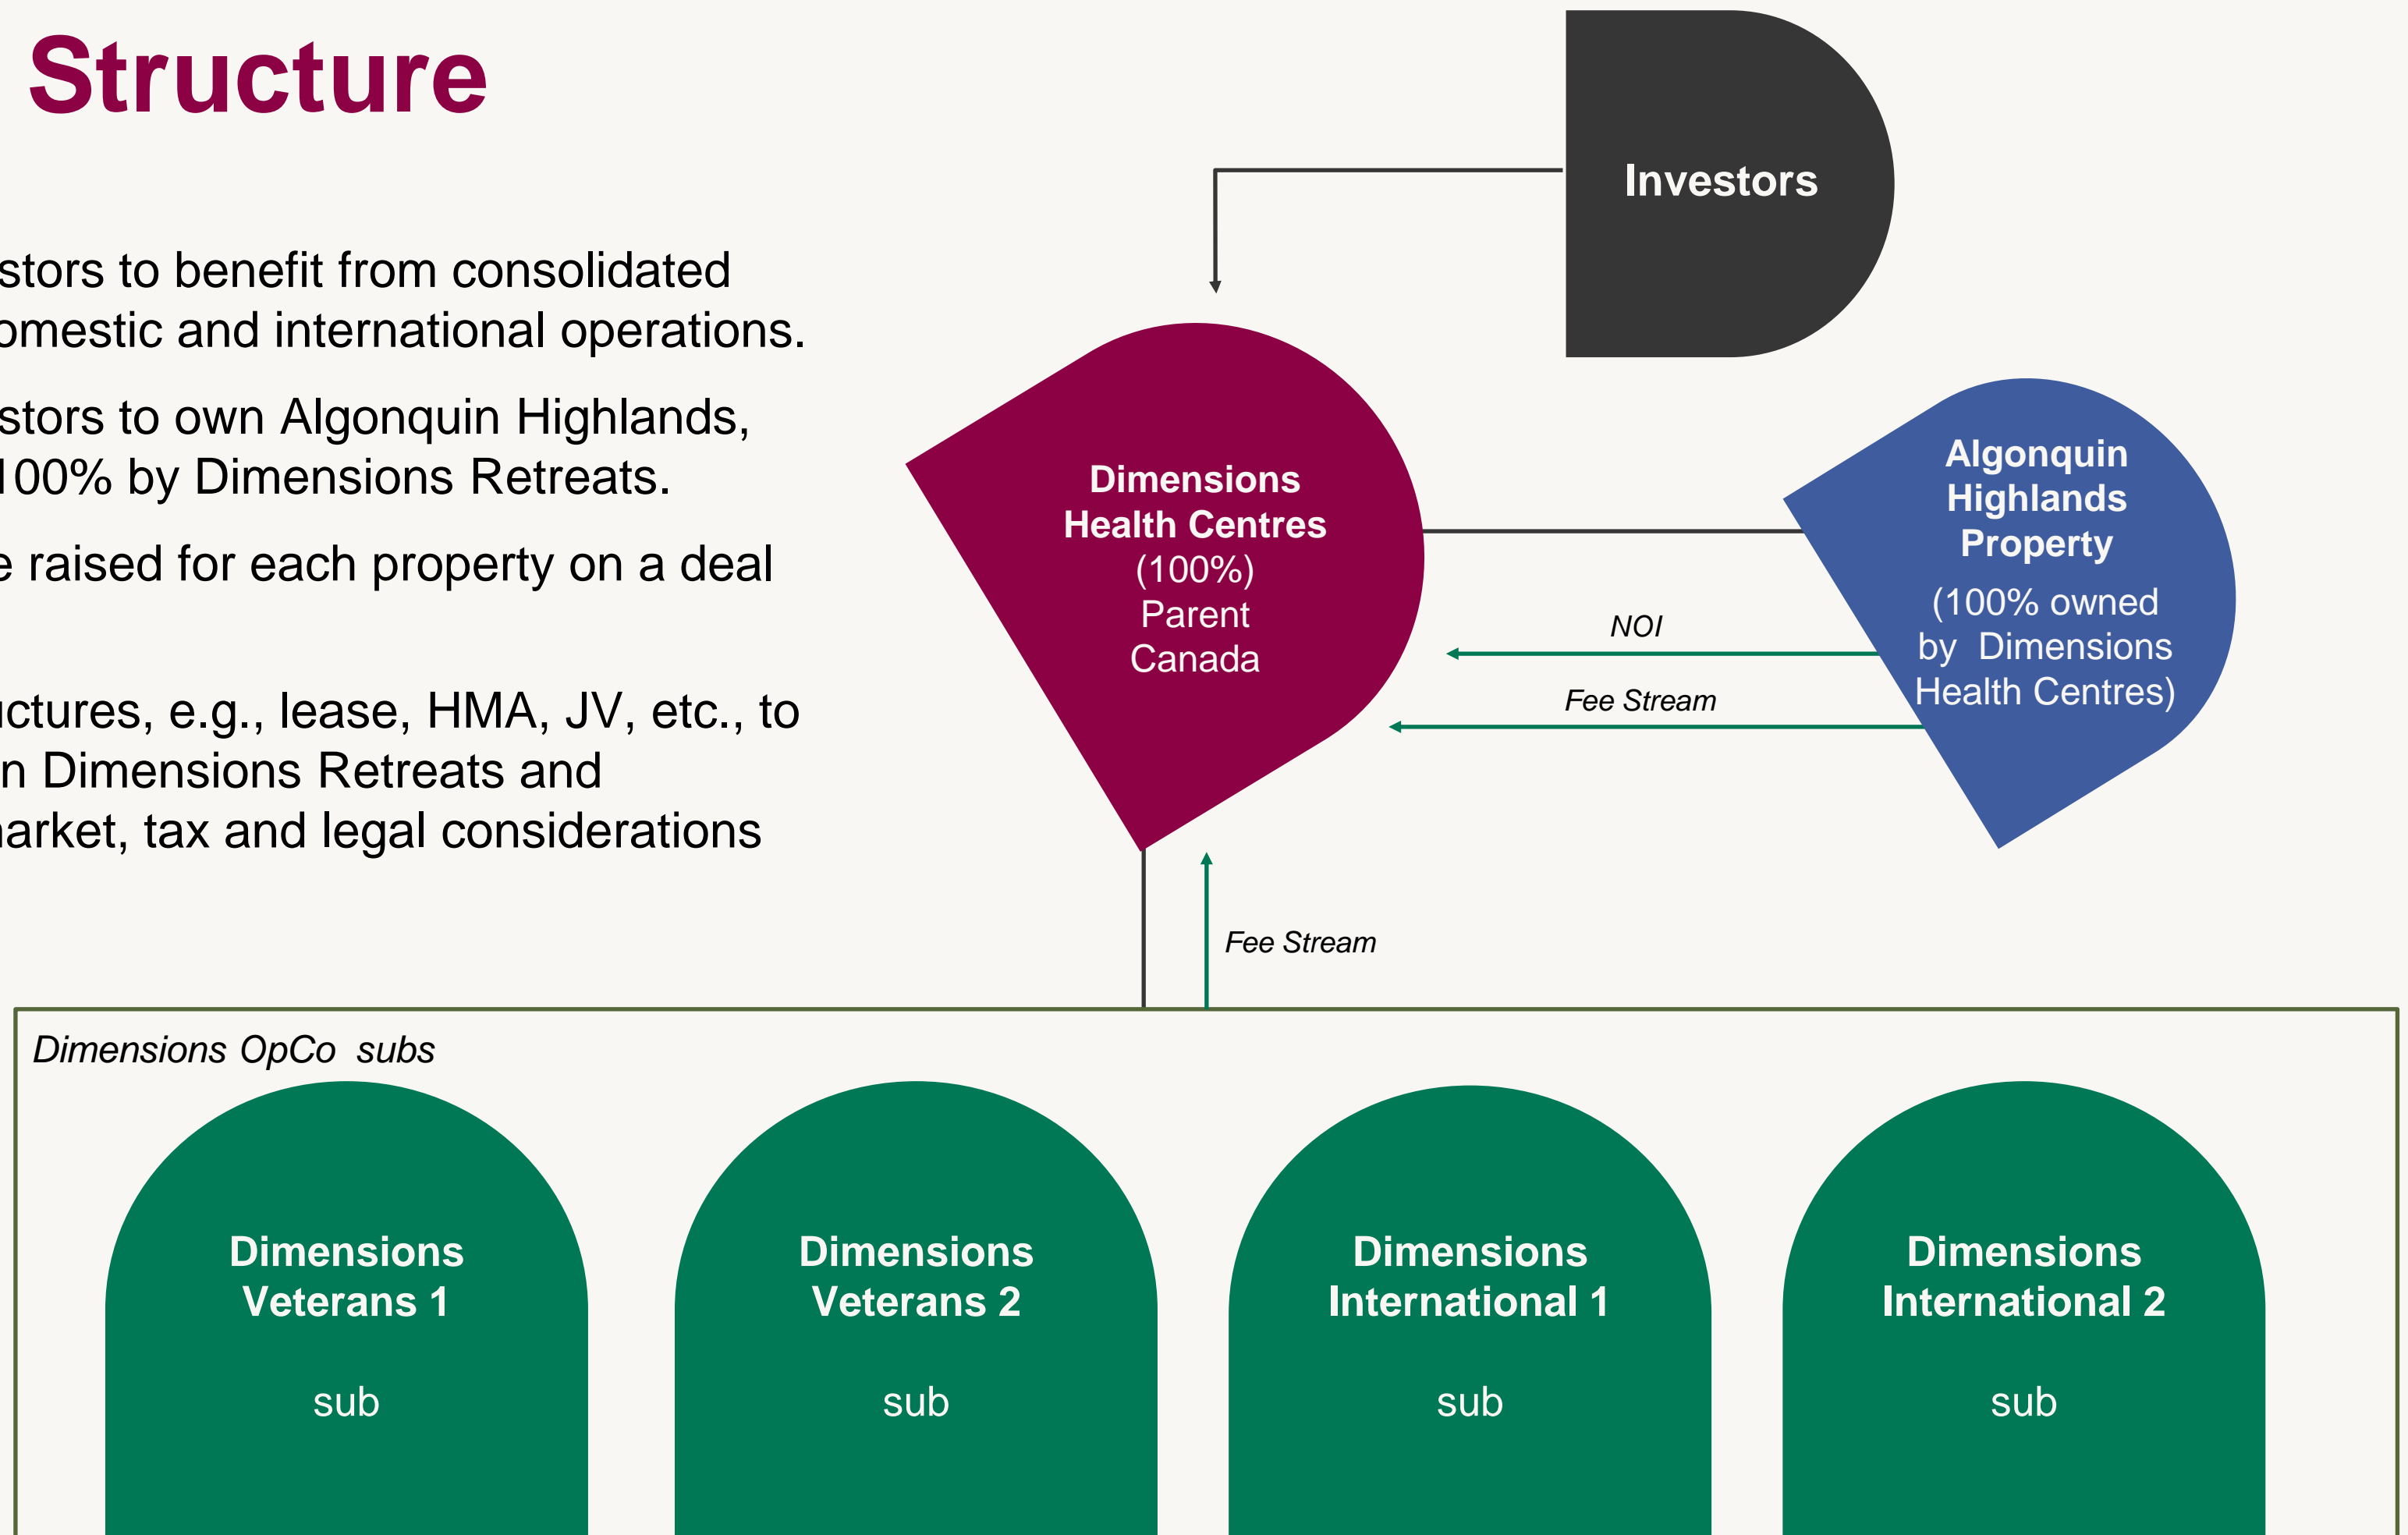 Structure
Investors
stors to benefit from consolidated
omestic and international operations.
stors to own Algonquin Highlands,
100% by Dimensions Retreats.
e raised for each property on a deal
uctures, e.g., lease, HMA, JV, etc., to
n Dimensions Retreats and
arket, tax and legal considerations
Dimensions
Health Centres
(100%)
Parent
Canada
Algonquin
Highlands
Property
(100% owned
by Dimensions
Health Centres)
NOI
Fee Stream
Fee Stream
Dimensions OpCo subs
Dimensions
Veterans 1
sub
Dimensions
Veterans 2
sub
Dimensions
International 1
sub
Dimensions
International 2
sub